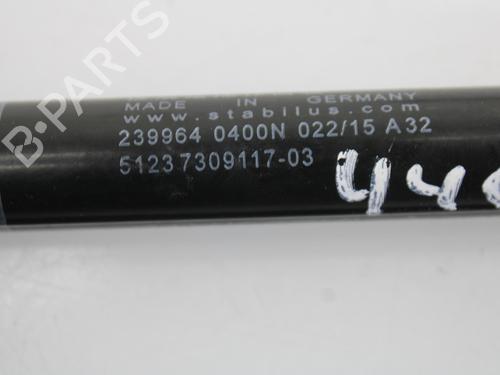 MADE IN GERMANY
www.stabilus.com
239964 0400N 022/15 A32
51237309117-03
B-PARTS